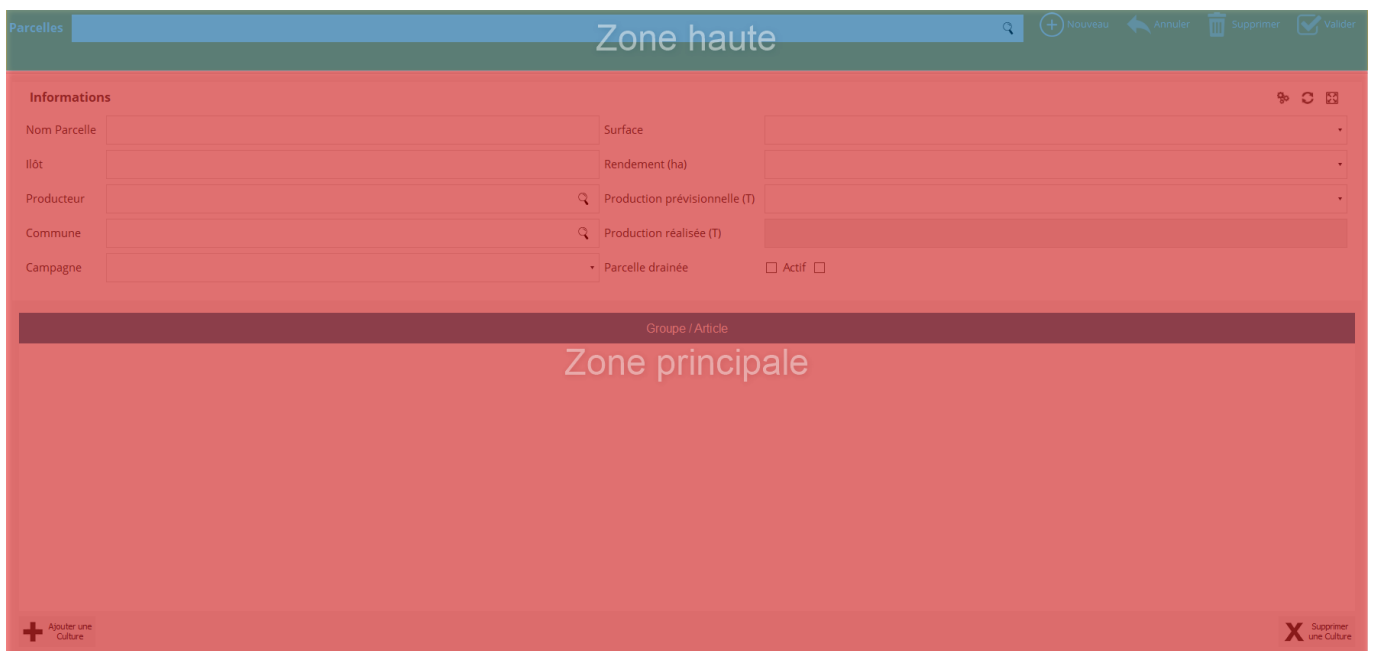 Parcelles Zone haute Nouveau Annuler Supprimer Valider
Informations
Nom Parcelle Surface
Ilôt Rendement (ha)
Producteur Production prévisionnelle (T)
Commune Production réalisée (T)
Campagne Parcelle drainée Actif
Groupe / Article
Zone principale
Ajouter une
Culture
Supprimer
une Culture